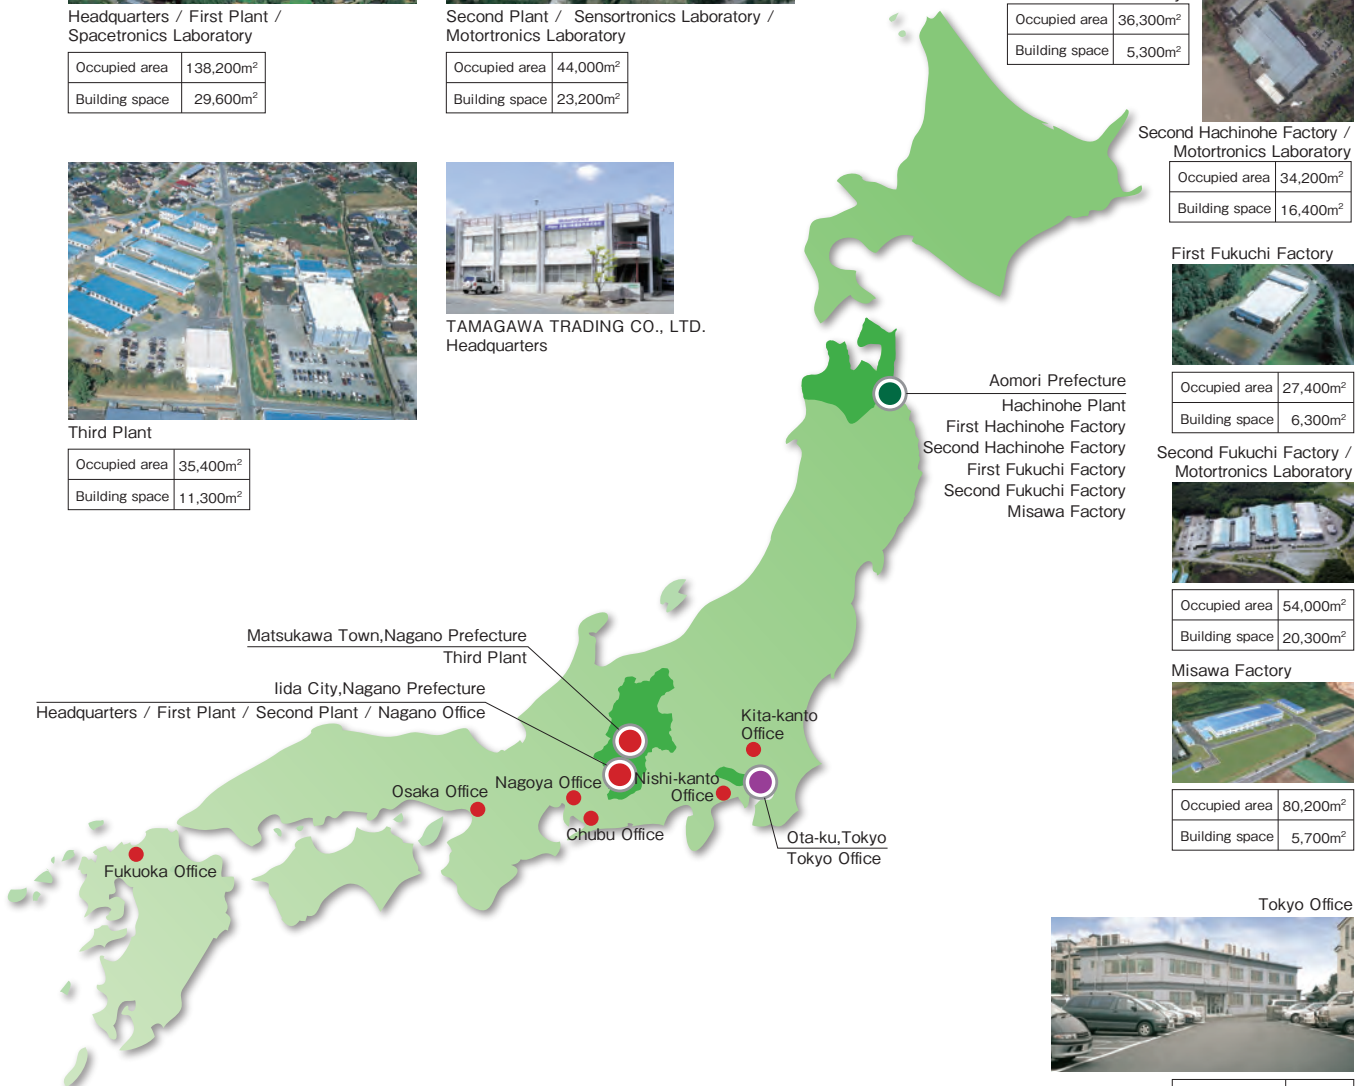 Headquarters / First Plant /
Spacetronics Laboratory
Occupied area 138,200m²
Building space 29,600m²
Second Plant / Sensortronics Laboratory /
Motortronics Laboratory
Occupied area 44,000m²
Building space 23,200m²
Occupied area 36,300m²
Building space 5,300m²
Second Hachinohe Factory /
Motortronics Laboratory
Occupied area 34,200m²
Building space 16,400m²
First Fukuchi Factory
Occupied area 27,400m²
Building space 6,300m²
Second Fukuchi Factory /
Motortronics Laboratory
Occupied area 54,000m²
Building space 20,300m²
Misawa Factory
Occupied area 80,200m²
Building space 5,700m²
Tokyo Office
TAMAGAWA TRADING CO., LTD.
Headquarters
Third Plant
Occupied area 35,400m²
Building space 11,300m²
Aomori Prefecture
Hachinohe Plant
First Hachinohe Factory
Second Hachinohe Factory
First Fukuchi Factory
Second Fukuchi Factory
Misawa Factory
Matsukawa Town,Nagano Prefecture
Third Plant
Iida City,Nagano Prefecture
Headquarters / First Plant / Second Plant / Nagano Office
Kita-kanto
Office
Nishi-kanto
Office
Nagoya Office
Osaka Office
Chubu Office
Fukuoka Office
Ota-ku,Tokyo
Tokyo Office